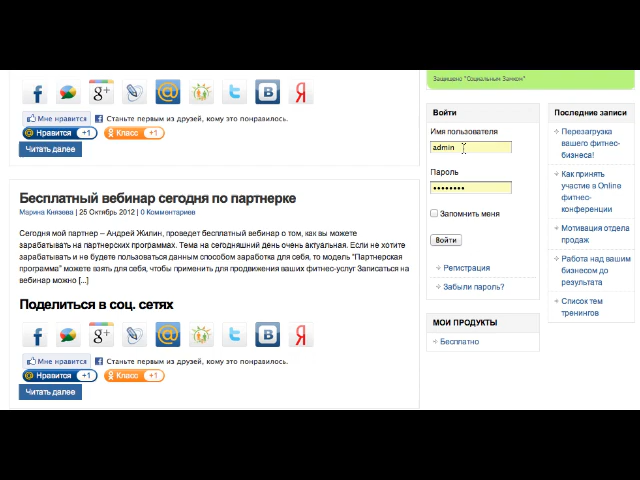 Защищено "Социальным Замком"
Мне нравится
Станьте первым из друзей, кому это понравилось.
Нравится +1
Класс +1
Читать далее
Бесплатный вебинар сегодня по партнерке
Марина Князева | 25 Октябрь 2012 | 0 Комментариев
Сегодня мой партнер – Андрей Жилин, проведет бесплатный вебинар о том, как вы можете
зарабатывать на партнерских программах. Тема на сегодняшний день очень актуальная. Если не хотите
зарабатывать и не будете пользоваться данным способом заработка для себя, то модель "Партнерская
программа" можете взять для себя, чтобы применить для продвижения ваших фитнес-услуг Записаться на
вебинар можно [...]
Поделиться в соц. сетях
Мне нравится
Станьте первым из друзей, кому это понравилось.
Нравится +1
Класс +1
Читать далее
Войти
Имя пользователя
admin
Пароль
Запомнить меня
Войти
Регистрация
Забыли пароль?
МОИ ПРОДУКТЫ
Бесплатно
Последние записи
Перезагрузка
вашего фитнес-
бизнеса!
Как принять
участие в Online
фитнес-
конференции
Мотивация отдела
продаж
Работа над вашим
бизнесом до
результата
Список тем
тренингов